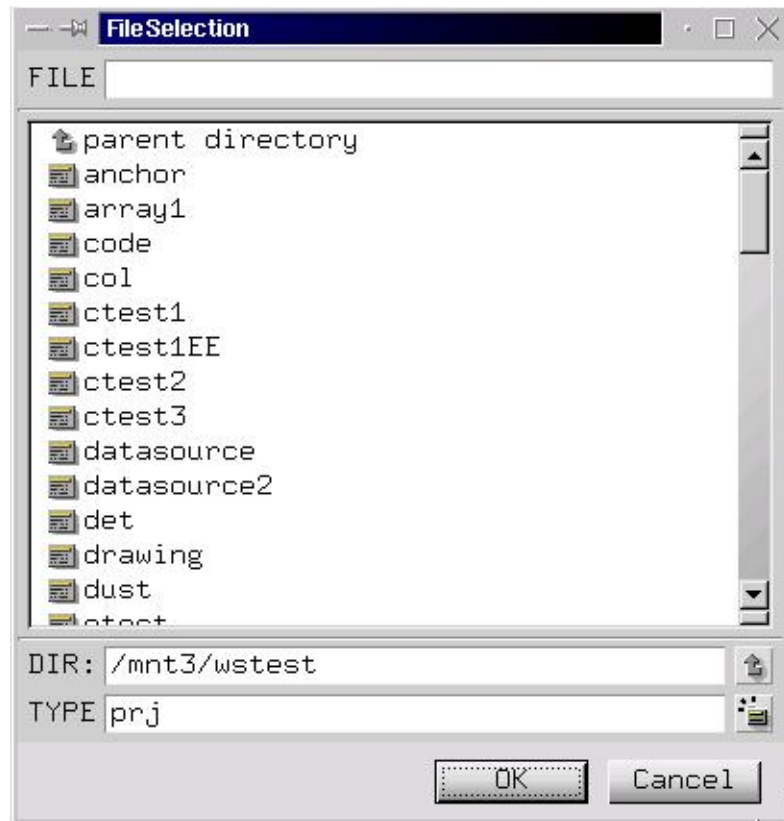 FileSelection
FILE
parent directory
anchor
array1
code
col
ctest1
ctest1EE
ctest2
ctest3
datasource
datasource2
det
drawing
dust
DIR: /mnt3/wstest
TYPE prj
OK Cancel